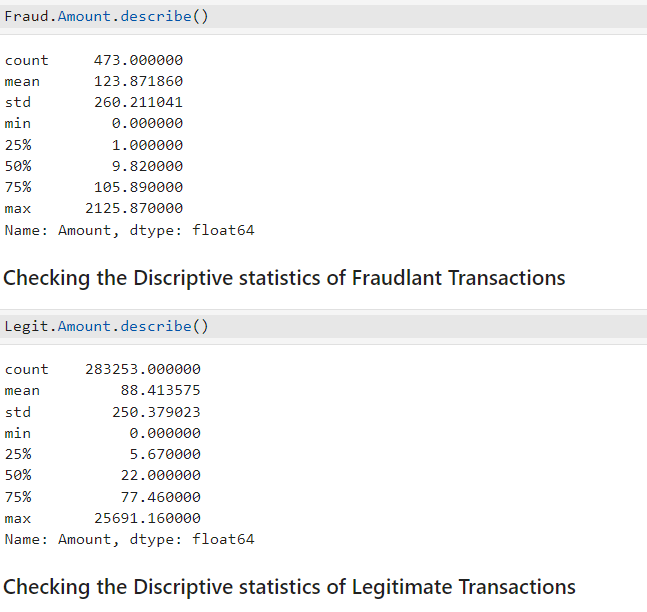 Fraud.Amount.describe()
count 473.000000
mean 123.871860
std 260.211041
min 0.000000
25% 1.000000
50% 9.820000
75% 105.890000
max 2125.870000
Name: Amount, dtype: float64
Checking the Discriptive statistics of Fraudlant Transactions
Legit.Amount.describe()
count 283253.000000
mean 88.413575
std 250.379023
min 0.000000
25% 5.670000
50% 22.000000
75% 77.460000
max 25691.160000
Name: Amount, dtype: float64
Checking the Discriptive statistics of Legitimate Transactions